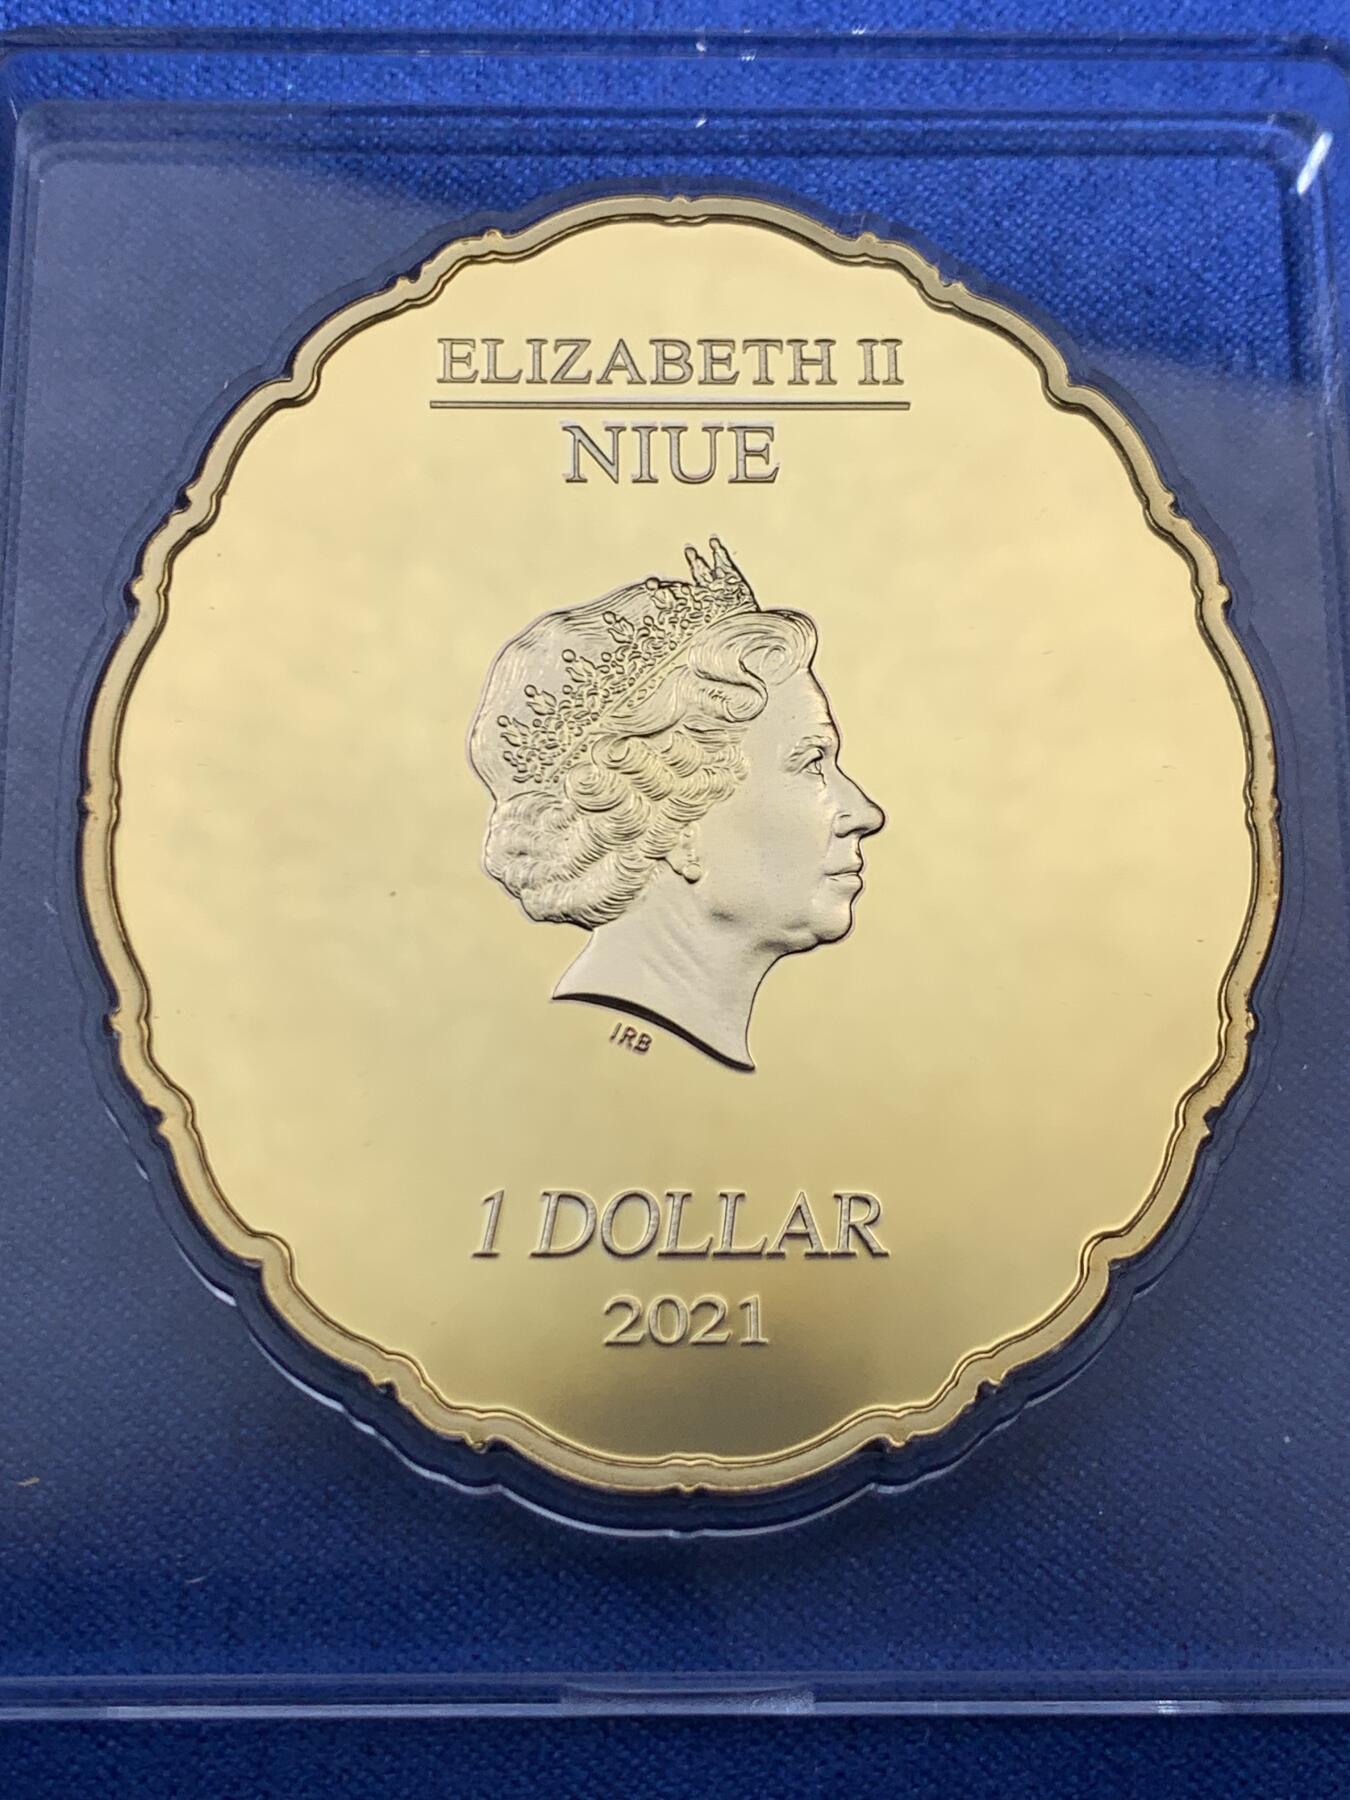 ELIZABETH II
NIUE
IRB
1 DOLLAR
2021